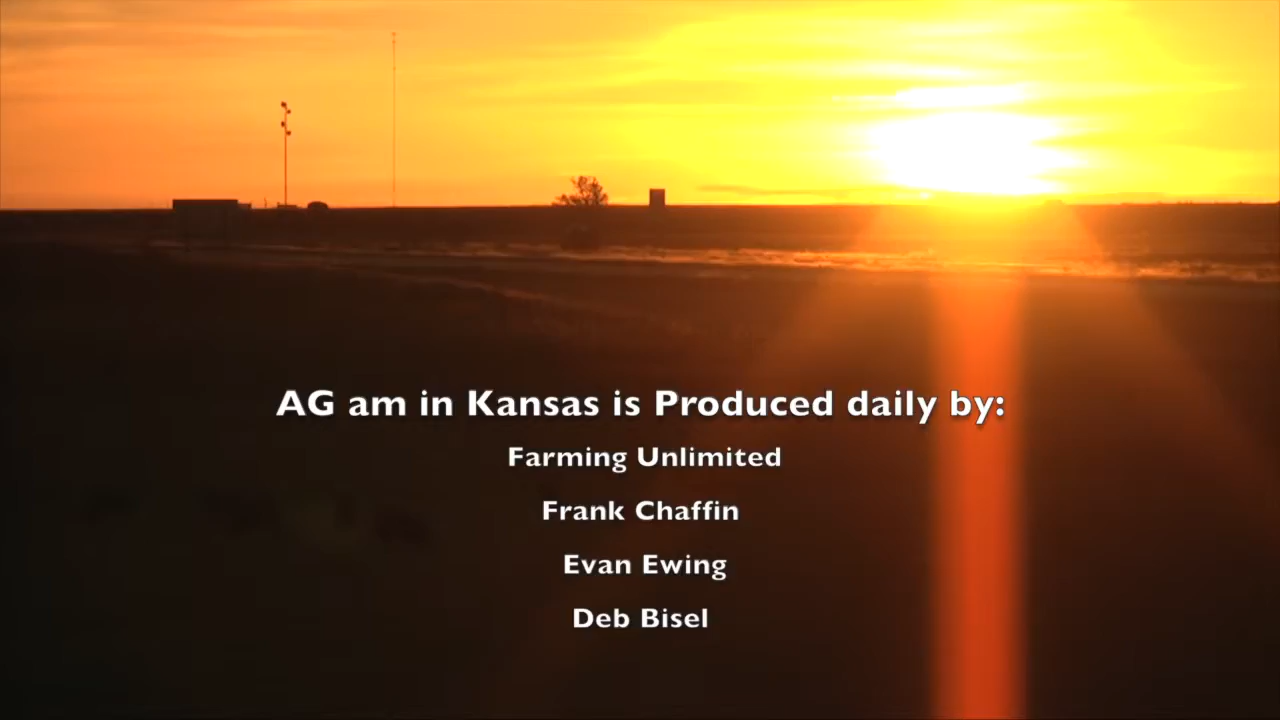 AG am in Kansas is Produced daily by:
Farming Unlimited
Frank Chaffin
Evan Ewing
Deb Bisel